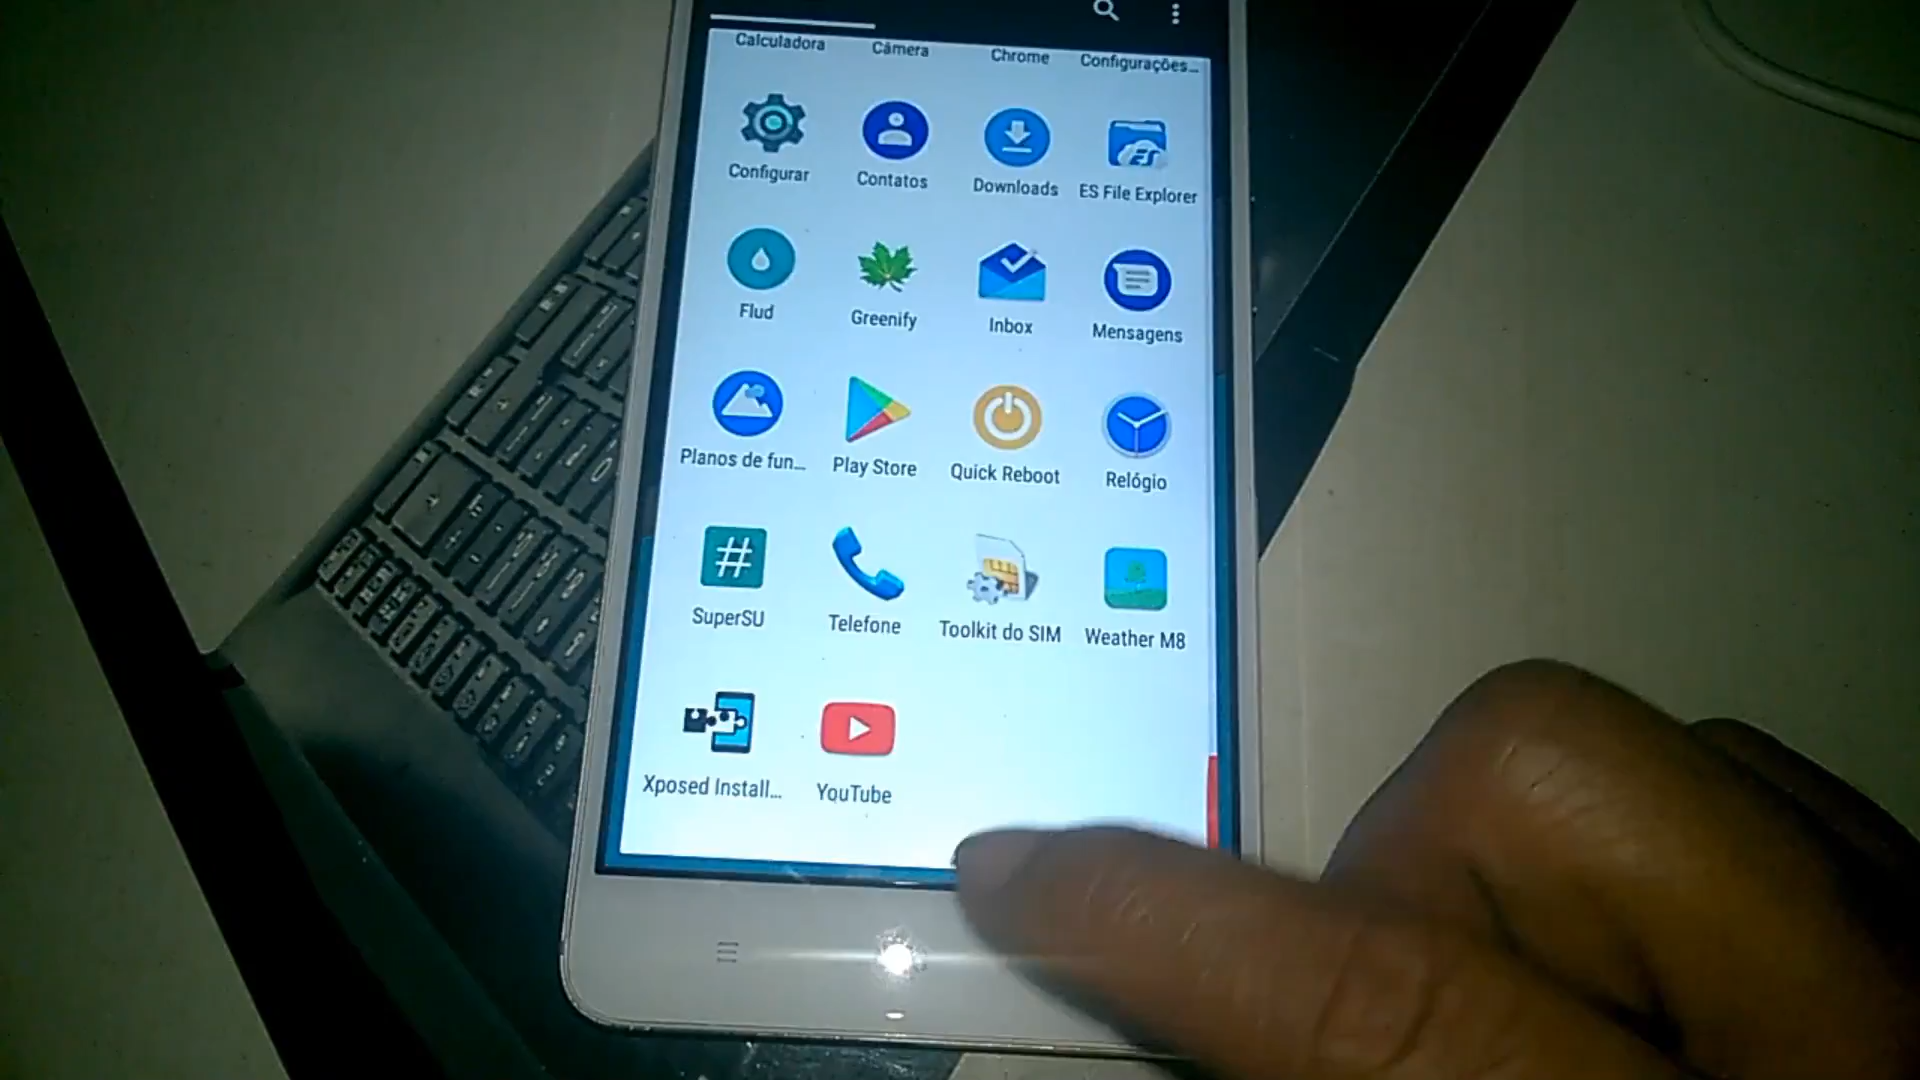 Calculadora
Câmera
Chrome
Configurações...
Configurar
Contatos
Downloads
ES File Explorer
Flud
Greenify
Inbox
Mensagens
Planos de fun...
Play Store
Quick Reboot
Relógio
SuperSU
Telefone
Toolkit do SIM
Weather M8
Xposed Install...
YouTube